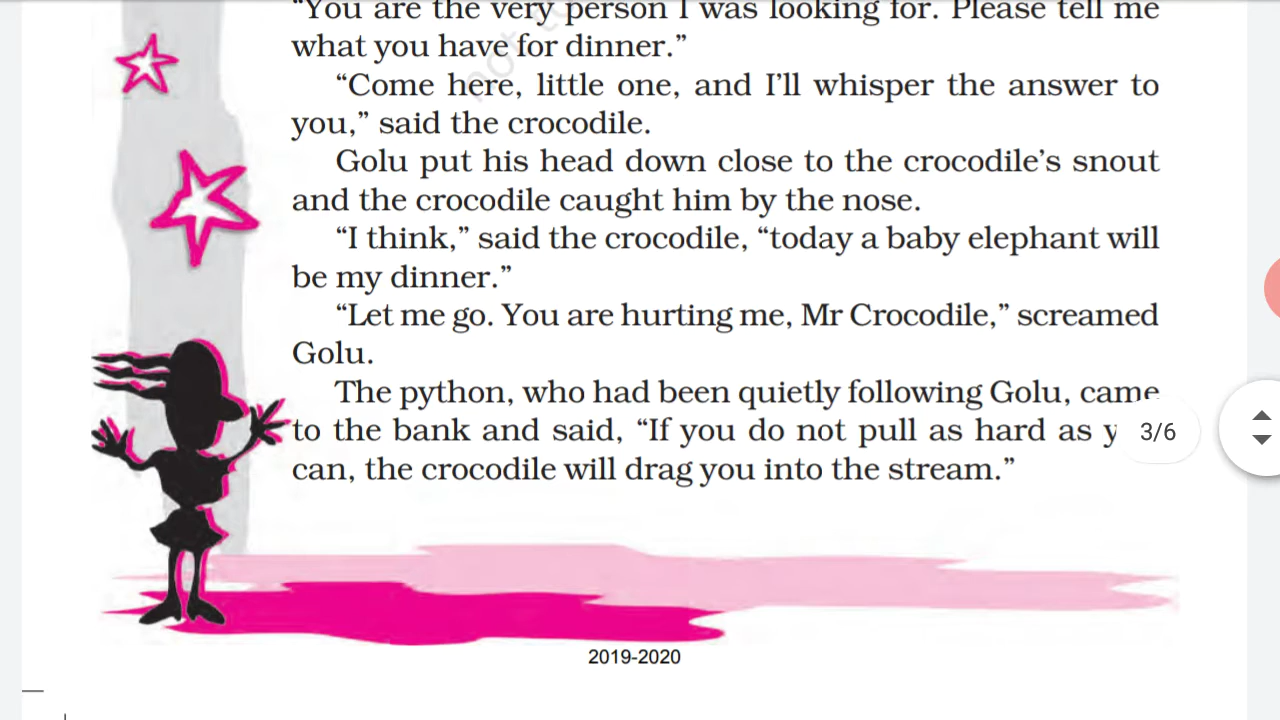 “You are the very person I was looking for. Please tell me
what you have for dinner.”
“Come here, little one, and I’ll whisper the answer to
you,” said the crocodile.
Golu put his head down close to the crocodile’s snout
and the crocodile caught him by the nose.
“I think,” said the crocodile, “today a baby elephant will
be my dinner.”
“Let me go. You are hurting me, Mr Crocodile,” screamed
Golu.
The python, who had been quietly following Golu, came
to the bank and said, “If you do not pull as hard as
3/6
can, the crocodile will drag you into the stream.”
2019-2020